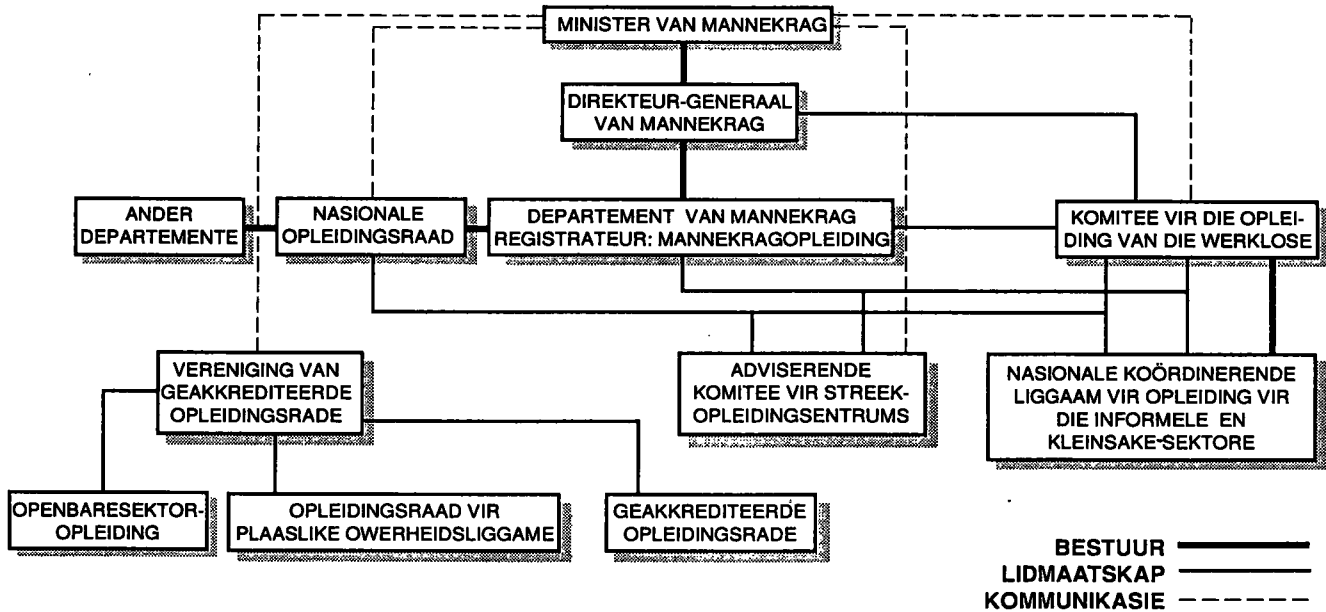 MINISTER VAN MANNEKRAG
DIREKTEUR-GENERAAL
VAN MANNEKRAG
ANDER
DEPARTEMENTE
NASIONALE
OPLEIDINGSRAAD
DEPARTEMENT VAN MANNEKRAG
REGISTRATEUR: MANNEKRAGOPLEIDING
KOMITEE VIR DIE OPLEI-
DING VAN DIE WERKLOSE
VERENIGING VAN
GEAKKREDITEERDE
OPLEIDINGSRADE
ADVISERENDE
KOMITEE VIR STREEK-
OPLEIDINGSENTRUMS
NASIONALE KOÖRDINERENDE
LIGGAAM VIR OPLEIDING VIR
DIE INFORMELE EN
KLEINSAKE-SEKTORE
OPENBARESEKTOR-
OPLEIDING
OPLEIDINGSRAAD VIR
PLAASLIKE OWERHEIDSLIGGAME
GEAKKREDITEERDE
OPLEIDINGSRADE
BESTUUR
LIDMAATSKAP
KOMMUNIKASIE